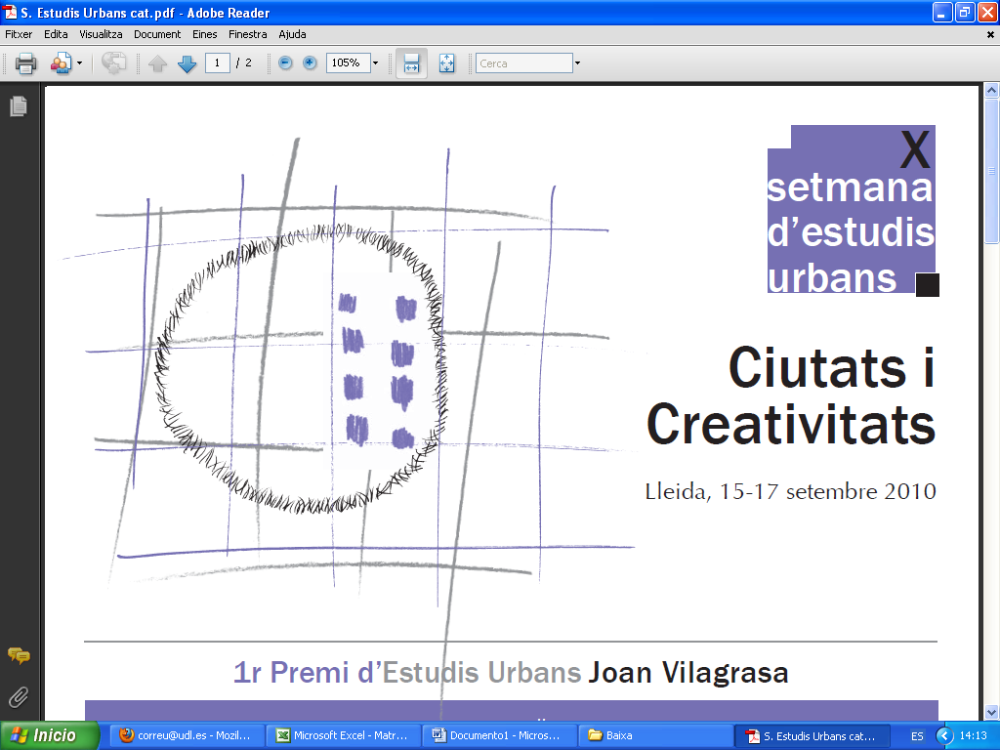 S. Estudis Urbans cat.pdf - Adobe Reader
Fitxer Edita Visualitza Document Eines Finestra Ajuda
1 / 2 105% Cerca
X
setmana
d'estudis
urbans
Ciutats i
Creativitats
Lleida, 15-17 setembre 2010
1r Premi d'Estudis Urbans Joan Vilagrasa
Inicio correu@udl.es - Mozil... Microsoft Excel - Matr... Documento1 - Micros... Baixa S. Estudis Urbans cat... ES 14:13